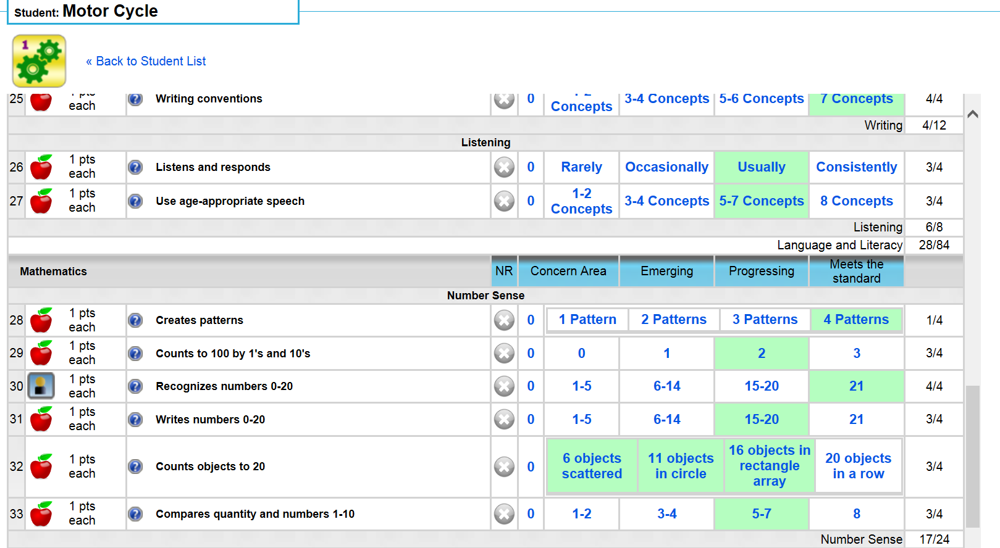 Student: Motor Cycle
1
« Back to Student List
25 each Writing conventions 0 Concepts 3-4 Concepts 5-6 Concepts 7 Concepts 4/4
Writing 4/12
Listening
26 1 pts each Listens and responds 0 Rarely Occasionally Usually Consistently 3/4
27 1 pts each Use age-appropriate speech 0 1-2 Concepts 3-4 Concepts 5-7 Concepts 8 Concepts 3/4
Listening 6/8
Language and Literacy 28/84
Mathematics NR Concern Area Emerging Progressing Meets the standard
Number Sense
28 1 pts each Creates patterns 0 1 Pattern 2 Patterns 3 Patterns 4 Patterns 1/4
29 1 pts each Counts to 100 by 1's and 10's 0 0 1 2 3 3/4
30 1 pts each Recognizes numbers 0-20 0 1-5 6-14 15-20 21 4/4
31 1 pts each Writes numbers 0-20 0 1-5 6-14 15-20 21 3/4
32 1 pts each Counts objects to 20 0 6 objects scattered 11 objects in circle 16 objects in rectangle array 20 objects in a row 3/4
33 1 pts each Compares quantity and numbers 1-10 0 1-2 3-4 5-7 8 3/4
Number Sense 17/24